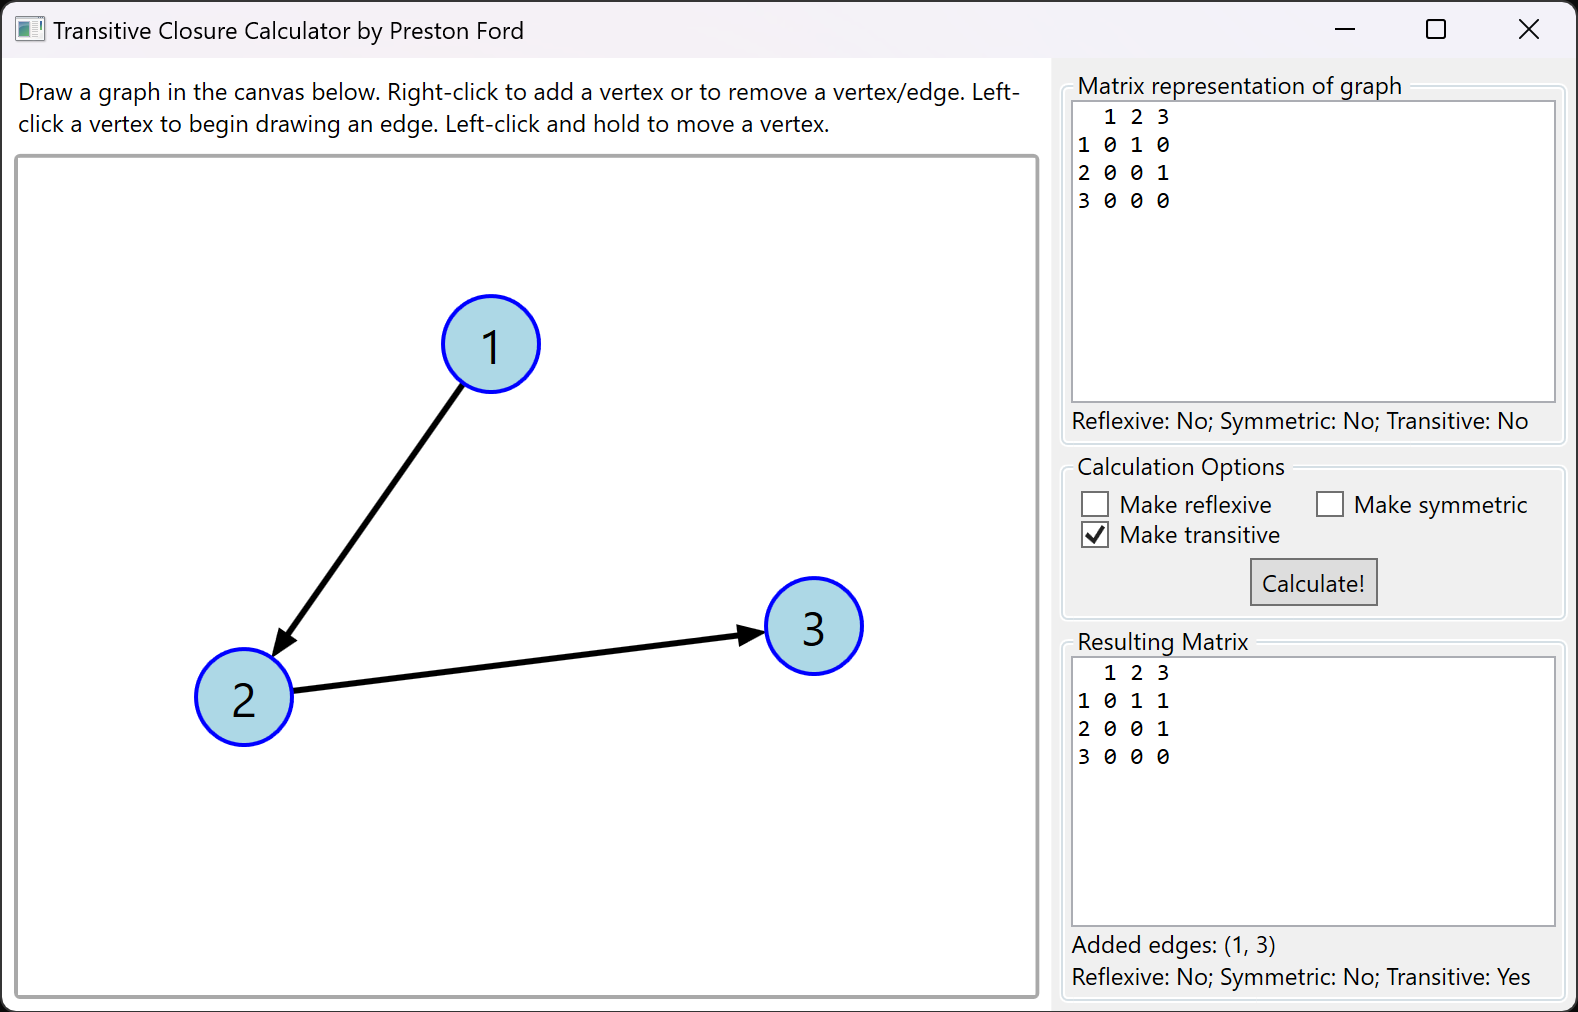 Transitive Closure Calculator by Preston Ford
Draw a graph in the canvas below. Right-click to add a vertex or to remove a vertex/edge. Left-
click a vertex to begin drawing an edge. Left-click and hold to move a vertex.
1
2
3
Matrix representation of graph
1 2 3
1 0 1 0
2 0 0 1
3 0 0 0
Reflexive: No; Symmetric: No; Transitive: No
Calculation Options
Make reflexive Make symmetric
Make transitive
Calculate!
Resulting Matrix
1 2 3
1 0 1 1
2 0 0 1
3 0 0 0
Added edges: (1, 3)
Reflexive: No; Symmetric: No; Transitive: Yes